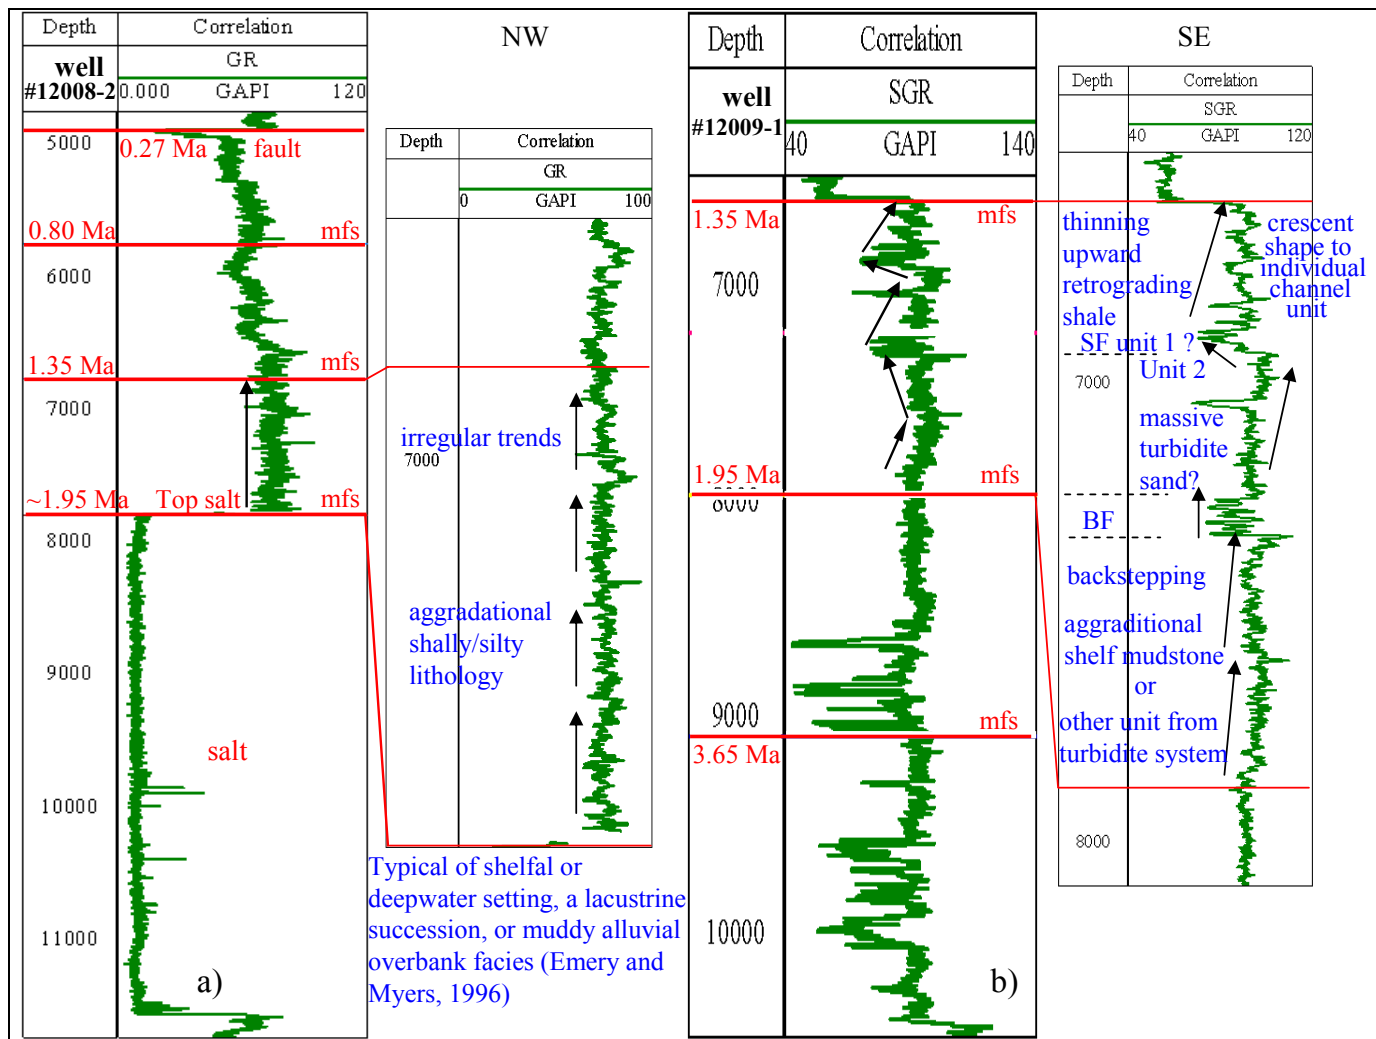 Depth Correlation
well
#12008-2
GR
0.000 GAPI 120
5000
0.27 Ma fault
0.80 Ma mfs
6000
1.35 Ma mfs
7000
~1.95 Ma Top salt mfs
8000
9000
salt
10000
11000
a)
NW
Depth Correlation
GR
0 GAPI 100
irregular trends
7000
aggradational
shally/silty
lithology
Typical of shelfal or
deepwater setting, a lacustrine
succession, or muddy alluvial
overbank facies (Emery and
Myers, 1996)
Depth Correlation
well
#12009-1
SGR
40 GAPI 140
1.35 Ma mfs
7000
1.95 Ma mfs
8000
9000
mfs
3.65 Ma
10000
b)
SE
Depth Correlation
SGR
40 GAPI 120
thinning
upward
retrograding
shale
crescent
shape to
individual
channel
unit
SF unit 1 ?
Unit 2
7000
massive
turbidite
sand?
BF
backstepping
aggraditional
shelf mudstone
or
other unit from
turbidite system
8000